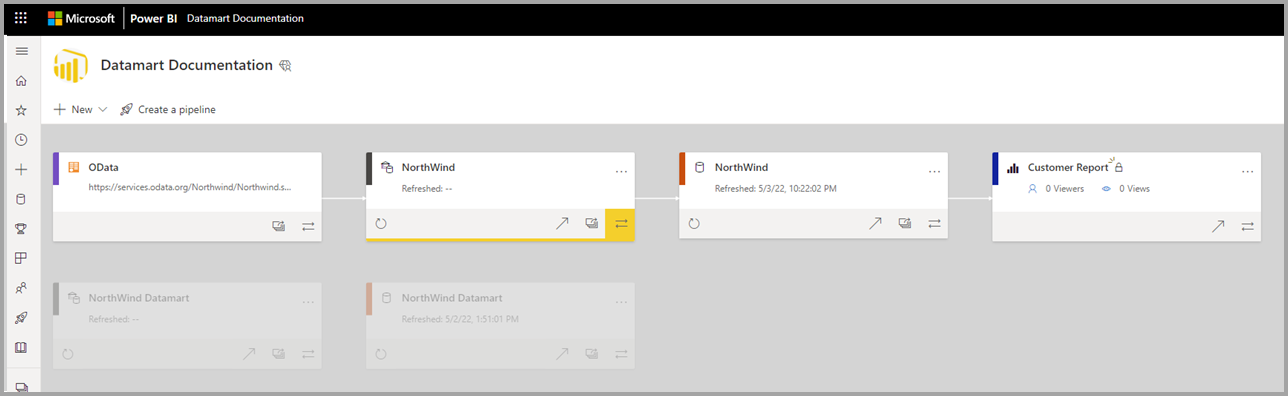 Microsoft Power BI Datamart Documentation
Datamart Documentation
New
Create a pipeline
OData
https://services.odata.org/Northwind/Northwind.s...
NorthWind
Refreshed: --
NorthWind
Refreshed: 5/3/22, 10:22:02 PM
Customer Report
0 Viewers 0 Views
NorthWind Datamart
Refreshed: --
NorthWind Datamart
Refreshed: 5/2/22, 1:51:01 PM